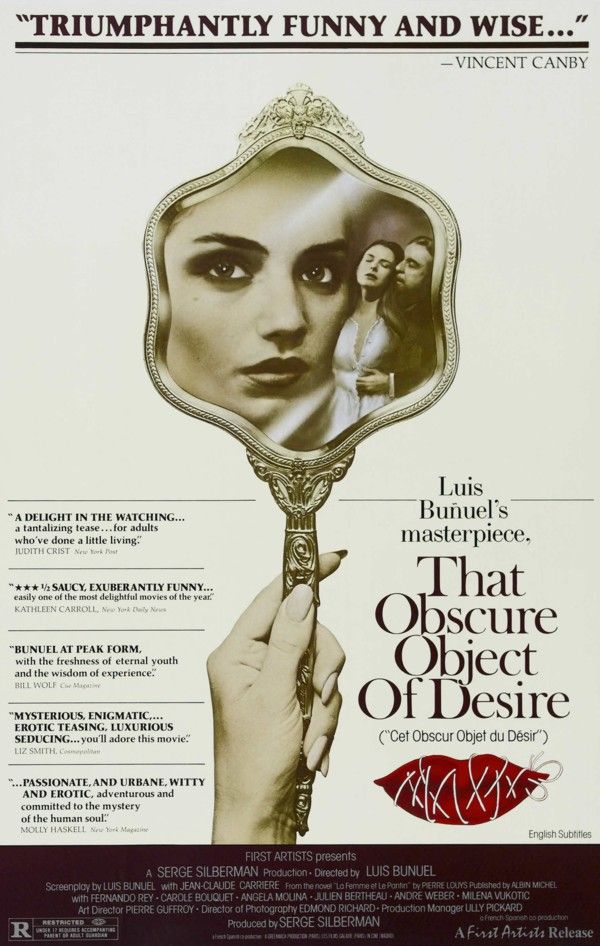 “TRIUMPHANTLY FUNNY AND WISE...”
—VINCENT CANBY
Luis
Buñuel's
masterpiece,
That
Obscure
Object
Of Desire
(“Cet Obscur Objet du Désir”)
“A DELIGHT IN THE WATCHING...
a tantalizing tease...for adults
who've done a little living.”
JUDITH CRIST New York Post
“★★★ ½ SAUCY, EXUBERANTLY FUNNY...
easily one of the most delightful movies of the year.”
KATHLEEN CARROLL, New York Daily News
“BUNUEL AT PEAK FORM,
with the freshness of eternal youth
and the wisdom of experience.”
BILL WOLF Cue Magazine
“MYSTERIOUS, ENIGMATIC,...
EROTIC TEASING, LUXURIOUS
SEDUCING...you'll adore this movie.”
LIZ SMITH, Cosmopolitan
“...PASSIONATE, AND URBANE, WITTY
AND EROTIC, adventurous and
committed to the mystery
of the human soul.”
MOLLY HASKELL New York Magazine
English Subtitles
FIRST ARTISTS presents
A SERGE SILBERMAN Production • Directed by LUIS BUNUEL
Screenplay by LUIS BUNUEL with JEAN-CLAUDE CARRIERE From the novel “La Femme et Le Pantin” by PIERRE LOUYS Published by ALBIN MICHEL
with FERNANDO REY • CAROLE BOUQUET • ANGELA MOLINA • JULIEN BERTHEAU • ANDRE WEBER • MILENA VUKOTIC
Art Director PIERRE GUFFROY • Director of Photography EDMOND RICHARD • Production Manager ULLY PICKARD
Produced by SERGE SILBERMAN
a French-Spanish co-production
R RESTRICTED
UNDER 17 REQUIRES ACCOMPANYING
PARENT OR ADULT GUARDIAN
A First Artists Release